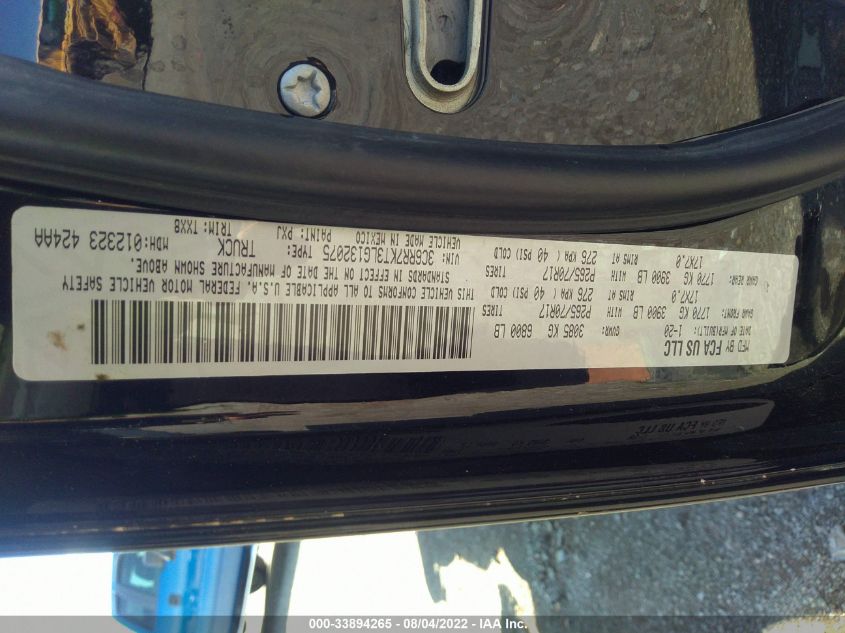 MFD BY FCA US LLC
DATE OF MFR/BUILT: 1-20 GVWR: 3085 KG 6800 LB
GAWR FRONT: 1770 KG 3900 LB WITH P265/70R17 TIRES
17X7.0 RIMS AT 276 KPA ( 40 PSI) COLD
GAWR REAR: 1770 KG 3900 LB WITH P265/70R17 TIRES
17X7.0 RIMS AT 276 KPA ( 40 PSI) COLD
THIS VEHICLE CONFORMS TO ALL APPLICABLE U.S.A. FEDERAL MOTOR VEHICLE SAFETY
STANDARDS IN EFFECT ON THE DATE OF MANUFACTURE SHOWN ABOVE.
VIN: 3C6RR7KT3LG132075 TYPE: TRUCK MDH: 012323 424AA
VEHICLE MADE IN MEXICO PAINT: PXJ TRIM: TXX8
000-33894265 - 08/04/2022 - IAA Inc.